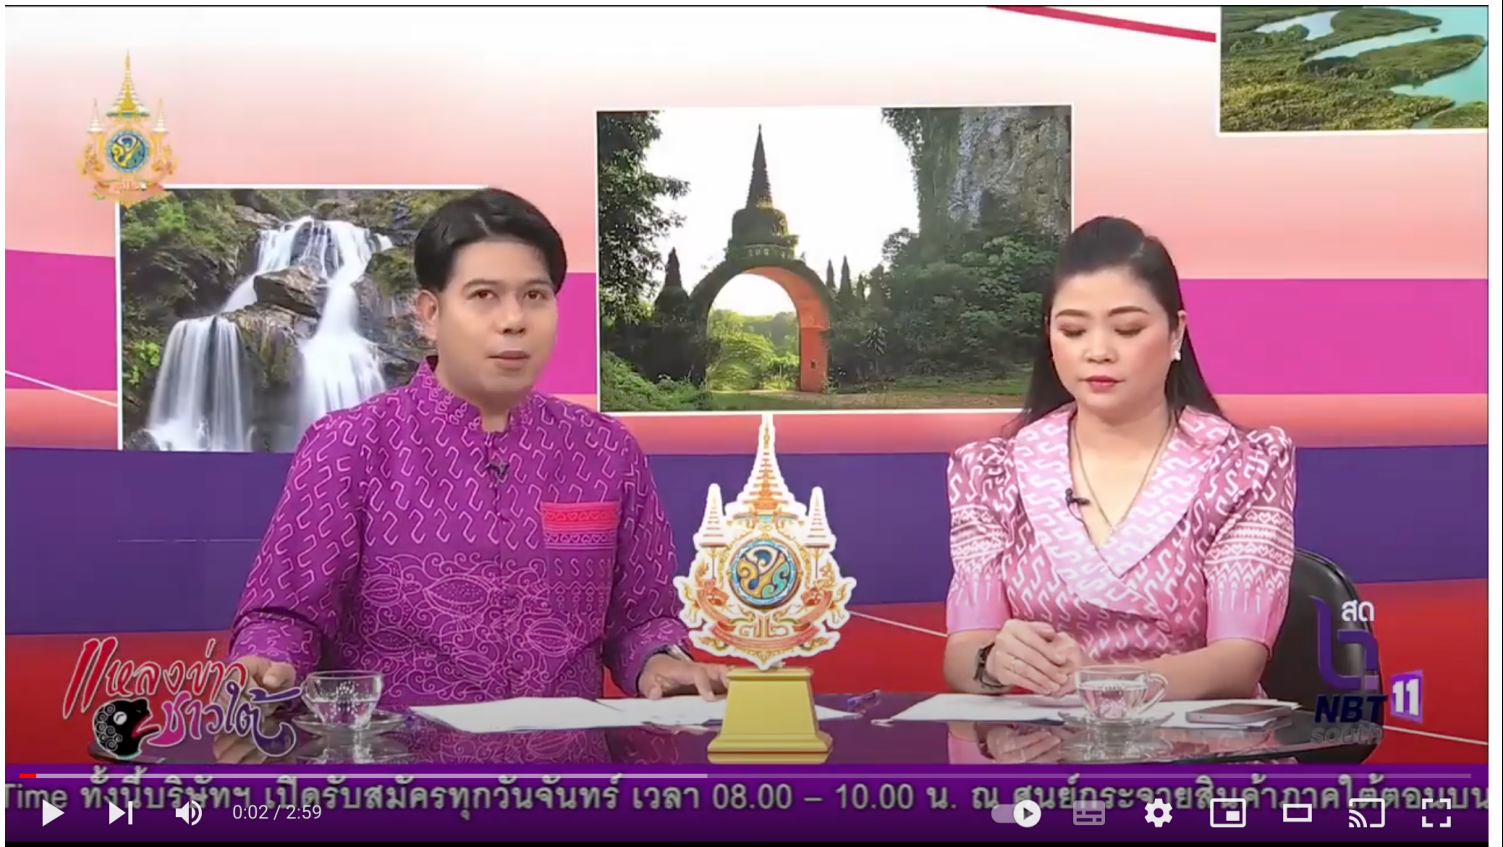 แหลงข่าว
ชาวใต้
สด
NBT 11
SOUTH
Time ทั้งนี้บริษัทฯ เปิดรับสมัครทุกวันจันทร์ เวลา 08.00 – 10.00 น. ณ ศูนย์กระจายสินค้าภาคใต้ตอนบน
0:02 / 2:59